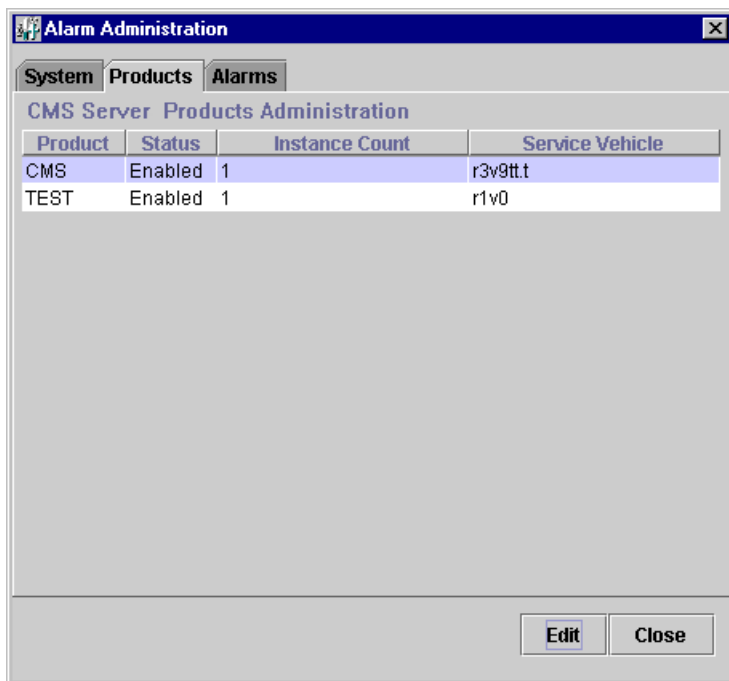 Alarm Administration
System Products Alarms
CMS Server Products Administration
Product Status Instance Count Service Vehicle
CMS Enabled 1 r3v9tt.t
TEST Enabled 1 r1v0
Edit Close